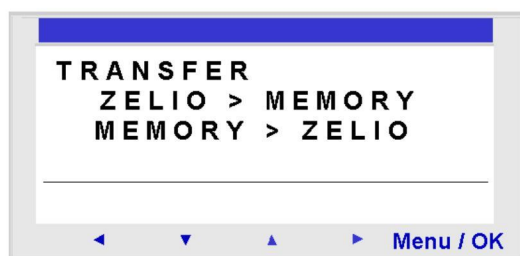 TRANSFER
ZELIO > MEMORY
MEMORY > ZELIO
◄ ▼ ▲ ► Menu / OK